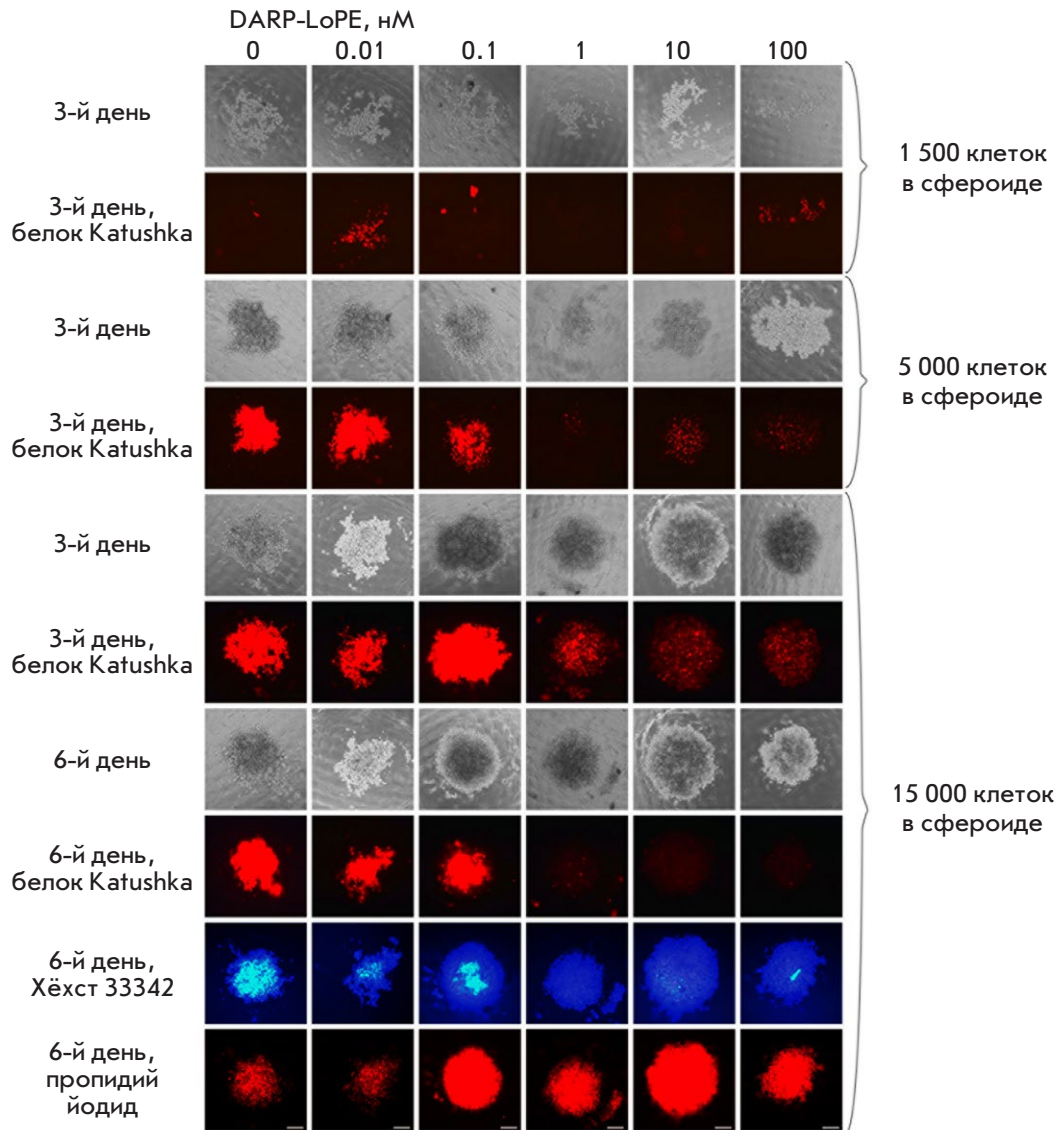 DARP-LoPE, нМ
0 0.01 0.1 1 10 100
3-й день
3-й день,
белок Katushka
1 500 клеток
в сфероиде
3-й день
3-й день,
белок Katushka
5 000 клеток
в сфероиде
3-й день
3-й день,
белок Katushka
6-й день
6-й день,
белок Katushka
6-й день,
Хёхст 33342
6-й день,
пропидий
йодид
15 000 клеток
в сфероиде